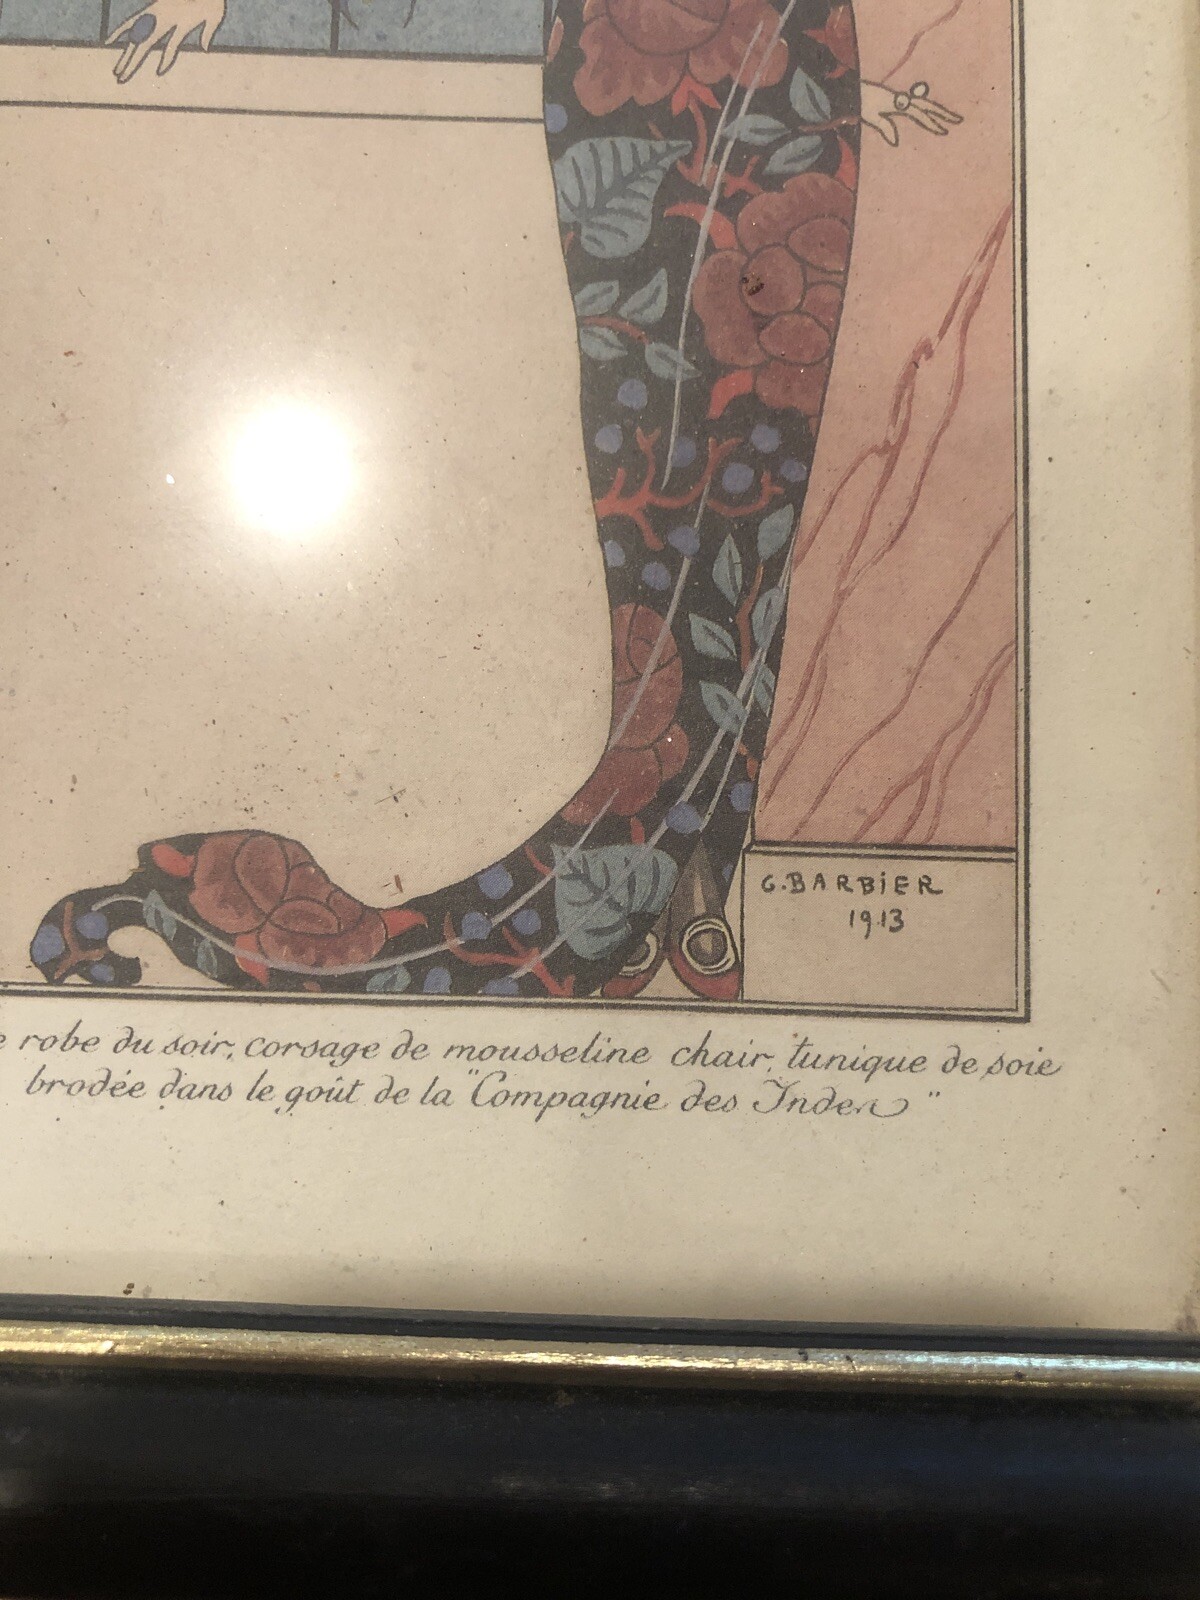 G. BARBIER
1913
robe du soir, corsage de mousseline chair, tunique de soie
brodée dans le goût de la "Compagnie des Indes"